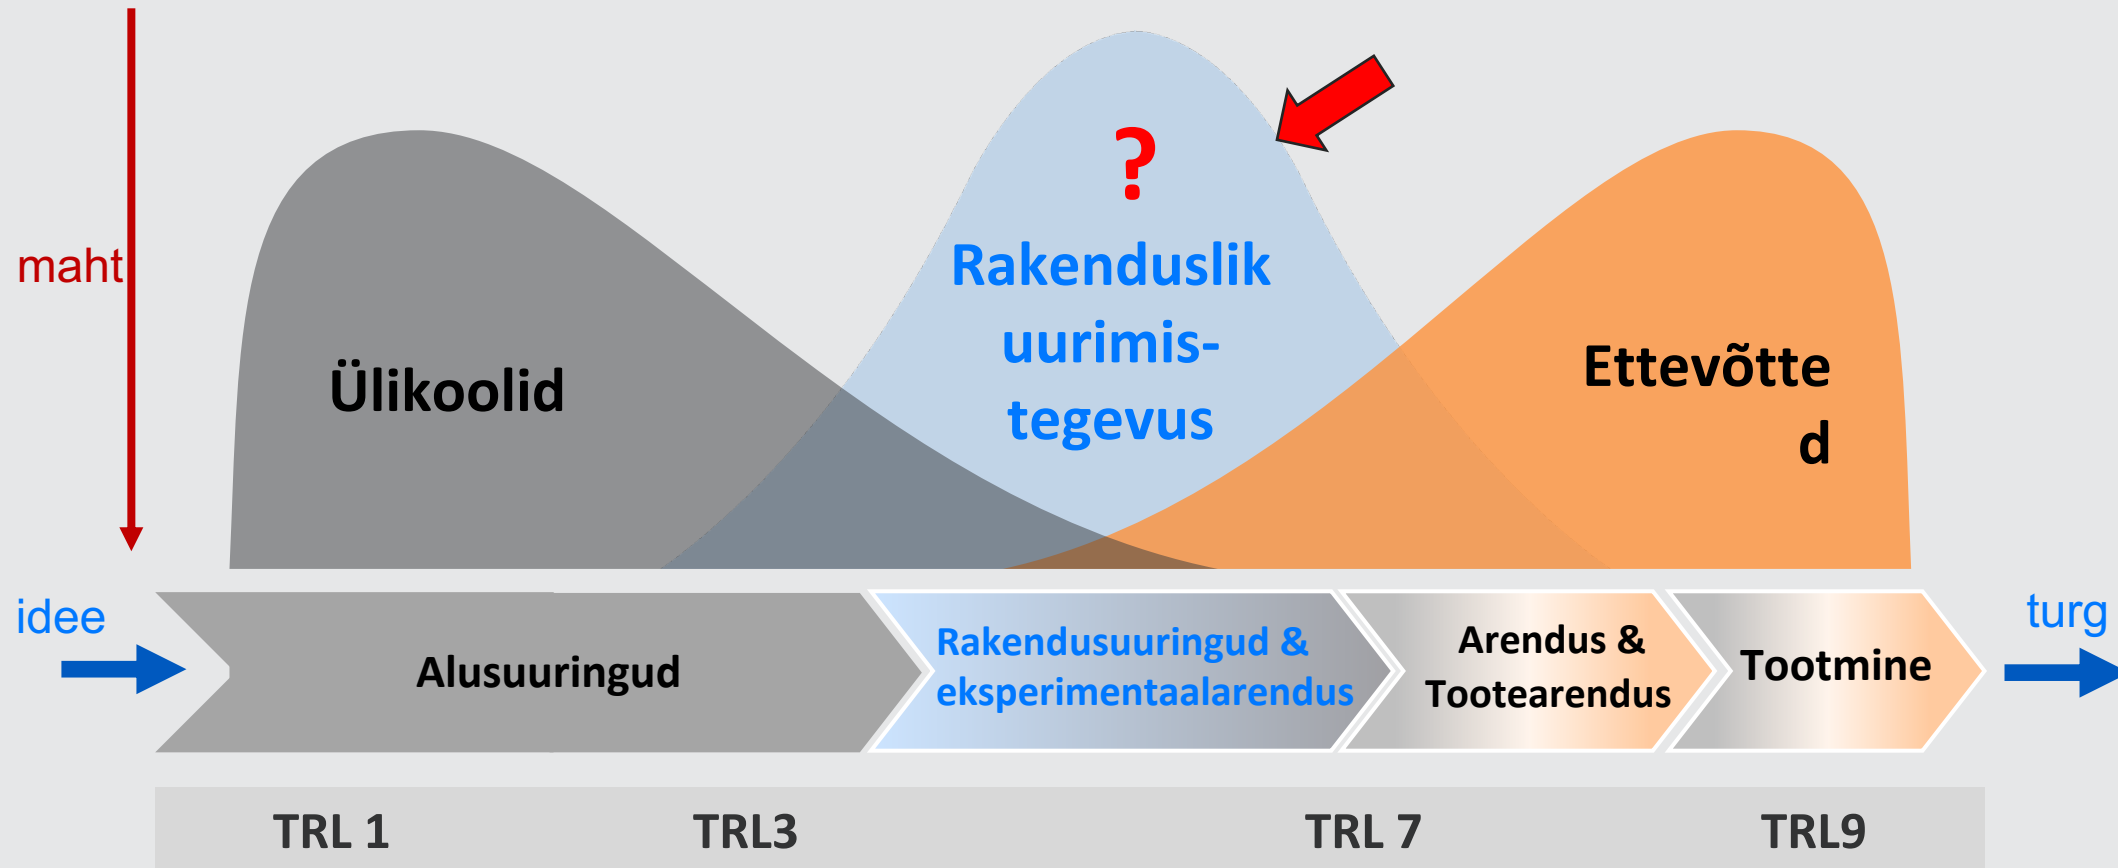 ?
Rakenduslik
uurimis-
tegevus
maht
Ülikoolid
Ettevõtte
d
idee
turg
Alusuuringud
Rakendusuuringud &
eksperimentaalarendus
Arendus &
Tootearendus
Tootmine
TRL 1
TRL3
TRL 7
TRL9